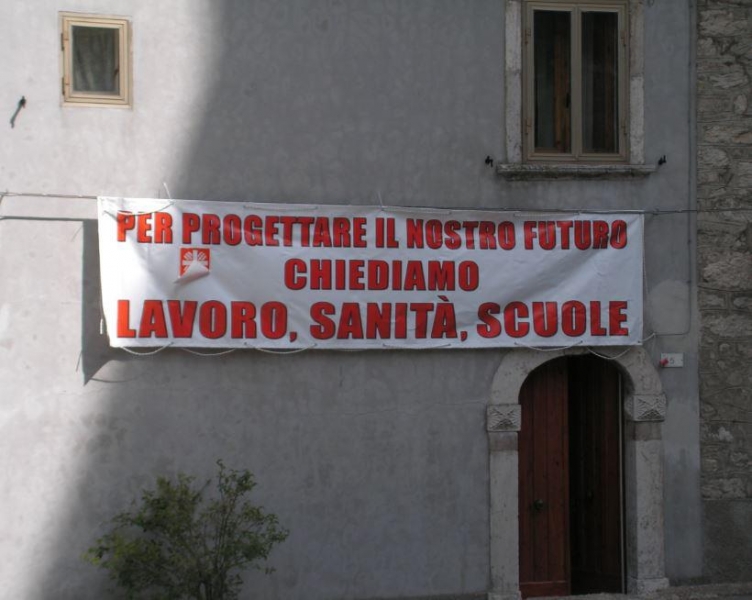 PER PROGETTARE IL NOSTRO FUTURO
CHIEDIAMO
LAVORO, SANITÀ, SCUOLE